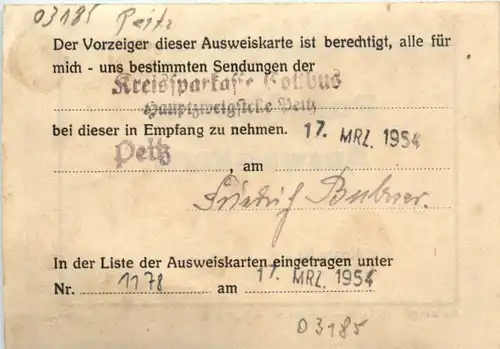 03185 Peitz
Der Vorzeiger dieser Ausweiskarte ist berechtigt, alle für
mich - uns bestimmten Sendungen der
Kreissparkasse Cottbus
Hauptzweigstelle Peitz
bei dieser in Empfang zu nehmen. 17. MRZ. 1954
Peitz, am
Friedrich Bubner.
In der Liste der Ausweiskarten eingetragen unter
Nr. 1178 am 17. MRZ. 1954
03185